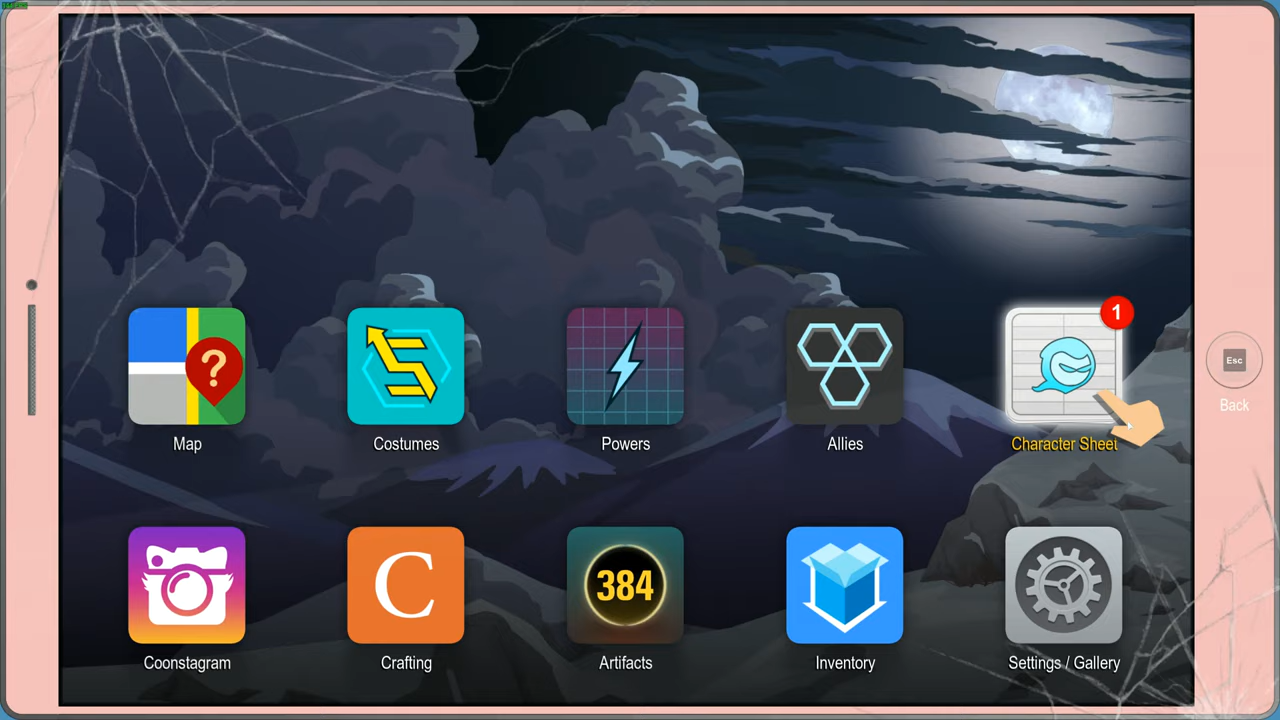 1
Map
Costumes
Powers
Allies
Character Sheet
Esc
Back
C
384
Coonstagram
Crafting
Artifacts
Inventory
Settings / Gallery